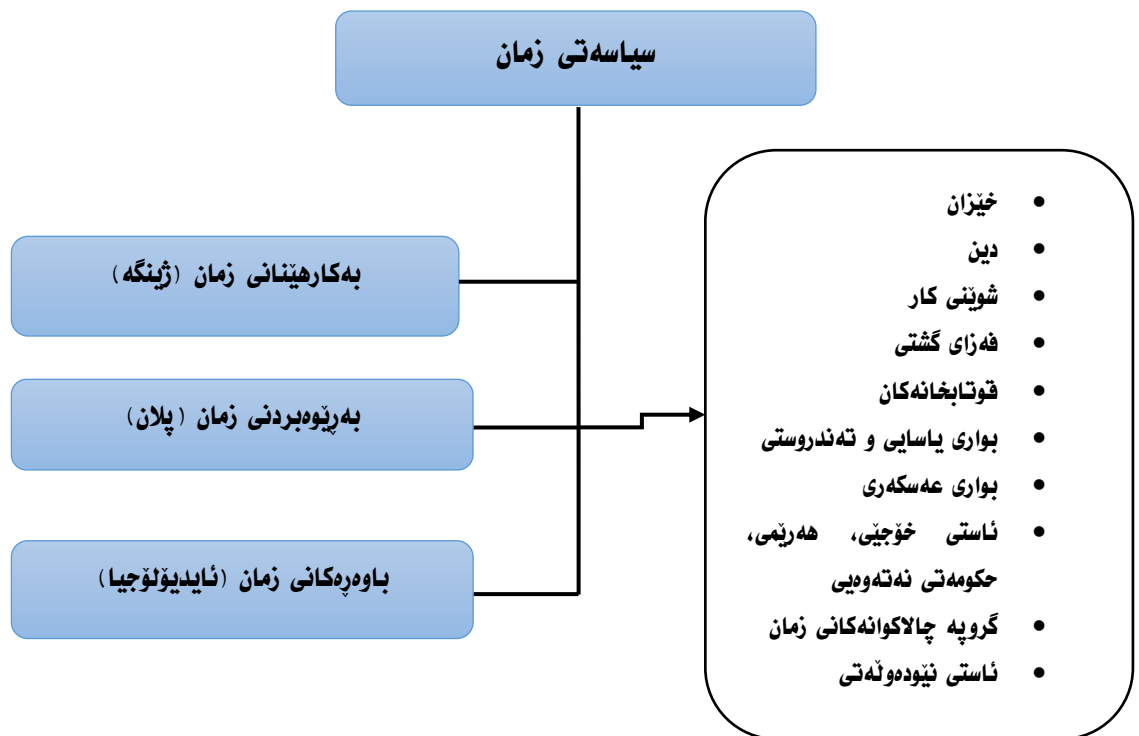 سیاسەتی زمان
بەکارهێنانی زمان (ژینگە)
بەڕێوەبردنی زمان (پلان)
باوەڕەکانی زمان (ئایدیۆلۆجیا)
• خێزان
• دین
• شوێنی کار
• فەزای گشتی
• قوتابخانەکان
• بواری یاسایی و تەندروستی
• بواری عەسکەری
• ئاستی خۆجێی، هەرێمی،
حکومەتی نەتەوەیی
• گروپە چالاکوانەکانی زمان
• ئاستی نێودەوڵەتی